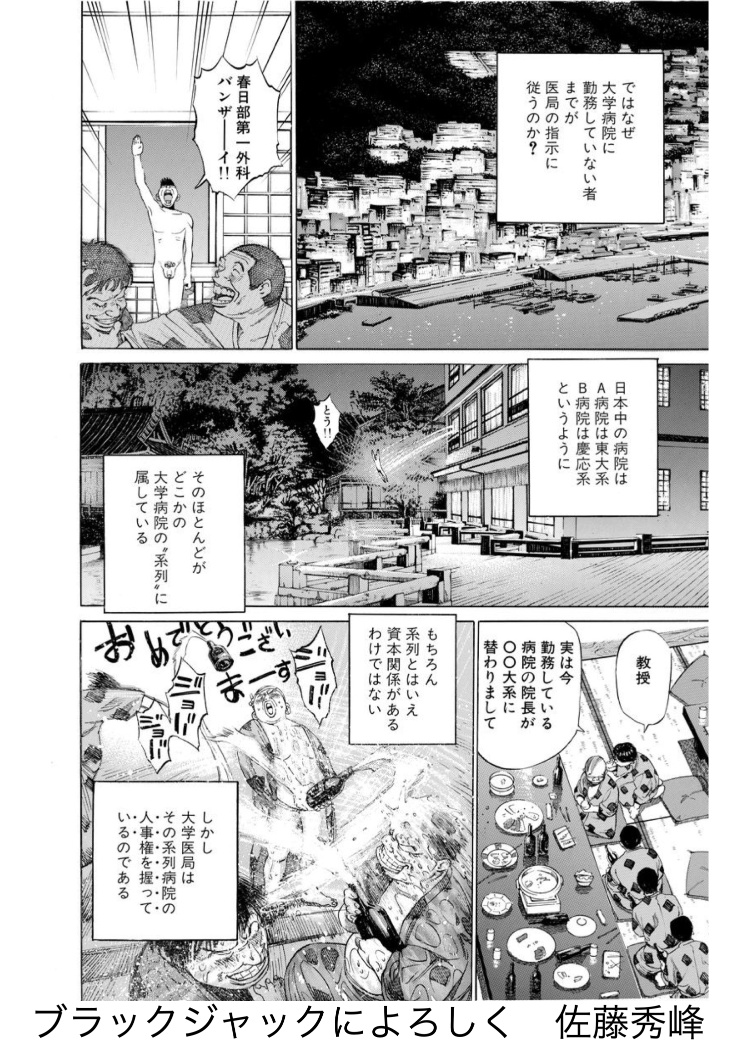 ではなぜ
大学病院に
勤務していない者
までが
医局の指示に
従うのか?
春日部第一外科
バンザーーイ!!
日本中の病院は
A病院は東大系
B病院は慶応系
というように
とう!!
そのほとんどが
どこかの
大学病院の〝系列〟に
属している
教授
実は今
勤務している
病院の院長が
〇〇大系に
替わりまして
もちろん
系列とはいえ
資本関係がある
わけではない
おめでとうござい
まーす
しかし
大学医局は
その系列病院の
人事権を握って
いるのである
ブラックジャックによろしく 佐藤秀峰